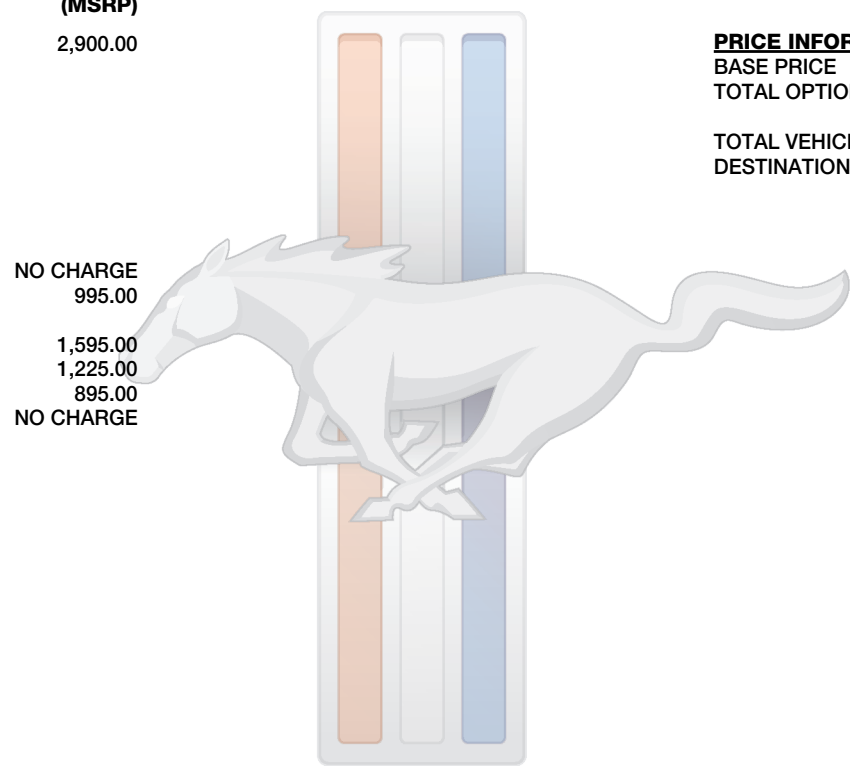 (MSRP)
2,900.00
NO CHARGE
995.00
1,595.00
1,225.00
895.00
NO CHARGE
PRICE INFOR
BASE PRICE
TOTAL OPTIO
TOTAL VEHICL
DESTINATION